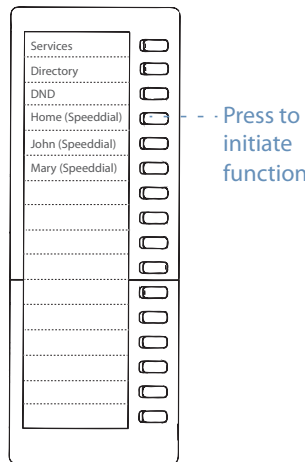 Services
Directory
DND
Home (Speeddial)
John (Speeddial)
Mary (Speeddial)
Press to
initiate
function